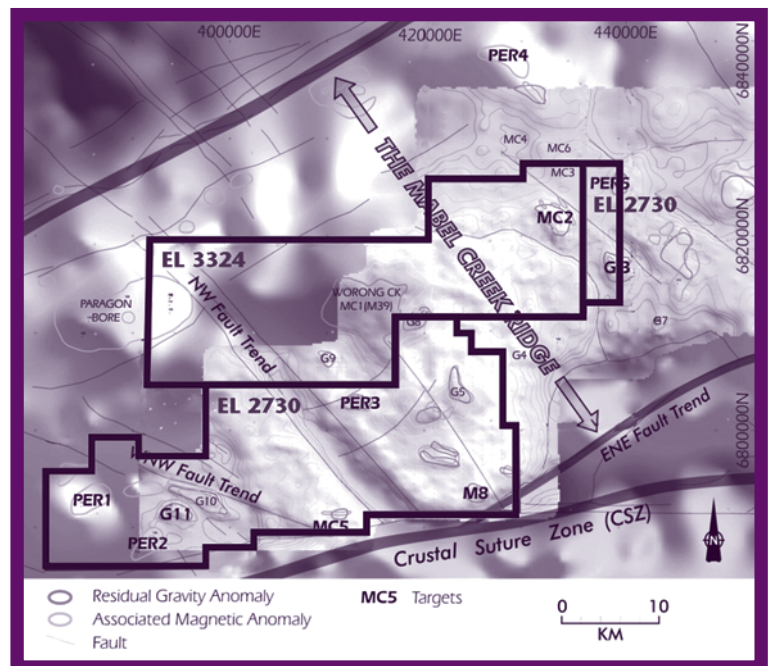 400000E
420000E
440000E
6840000N
PER4
MC4
MC6
MC3
THE MABEL CREEK RIDGE
EL 2730
MC2
6820000N
EL 3324
NW Fault Trend
WORONG CK
MC1(M39)
PARAGON
-BORE
G8
G7
G9
G4
EL 2730
PER3
G5
ENE Fault Trend
6800000N
WNW Fault Trend
PER1
G10
G11
M8
MC5
PER2
Crustal Suture Zone (CSZ)
N
Residual Gravity Anomaly
Associated Magnetic Anomaly
Fault
MC5 Targets
0 10
KM